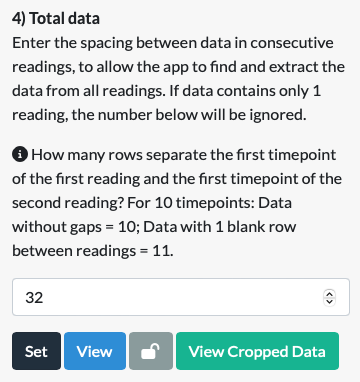 4) Total data
Enter the spacing between data in consecutive
readings, to allow the app to find and extract the
data from all readings. If data contains only 1
reading, the number below will be ignored.
How many rows separate the first timepoint
of the first reading and the first timepoint of the
second reading? For 10 timepoints: Data
without gaps = 10; Data with 1 blank row
between readings = 11.
32
Set View View Cropped Data